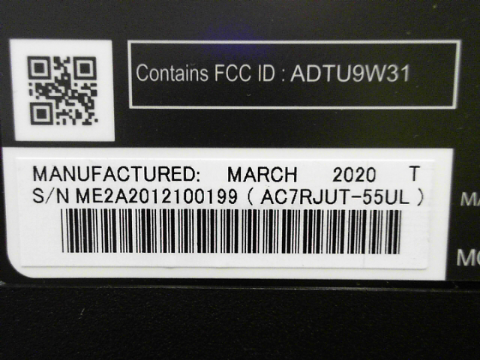 Contains FCC ID : ADTU9W31
MANUFACTURED: MARCH 2020 T
S/N ME2A2012100199 ( AC7RJUT-55UL )